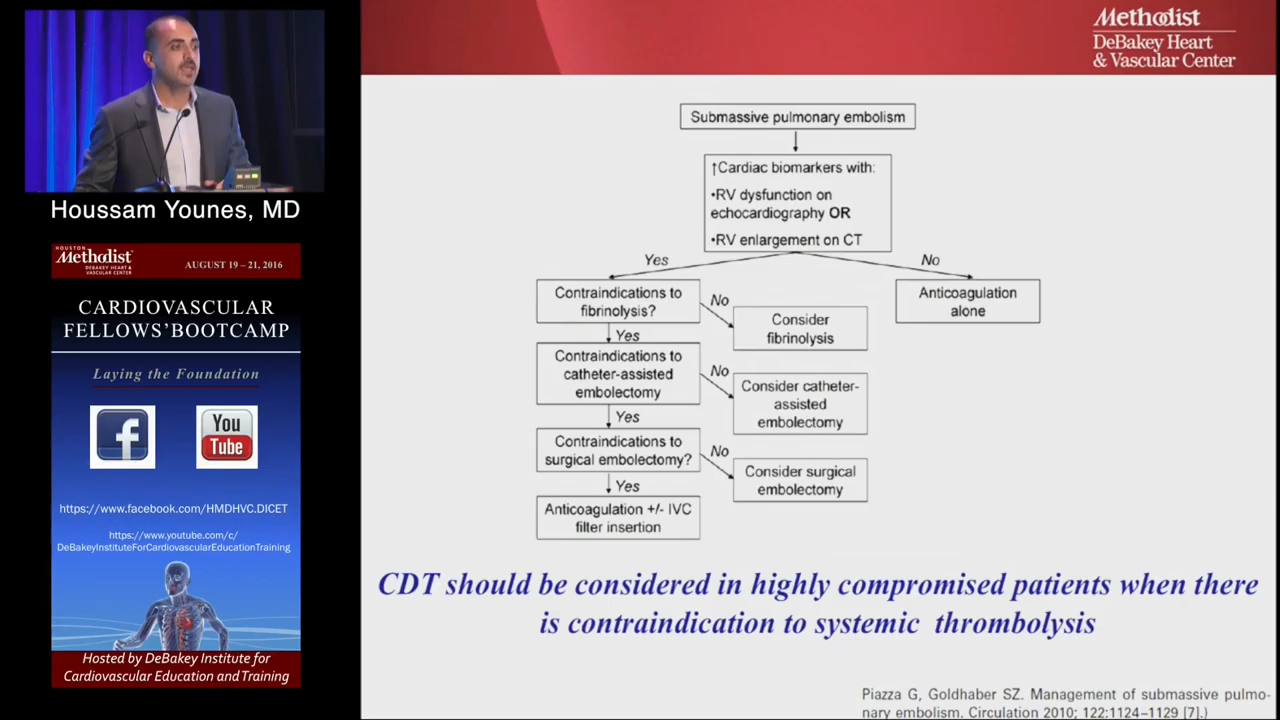 Houssam Younes, MD
HOUSTON
Methodist
DEBAKEY HEART &
VASCULAR CENTER
AUGUST 19 – 21, 2016
CARDIOVASCULAR
FELLOWS’BOOTCAMP
Laying the Foundation
f
You
Tube
https://www.facebook.com/HMDHVC.DICET
https://www.youtube.com/c/
DeBakeyInstituteForCardiovascularEducationTraining
Hosted by DeBakey Institute for
Cardiovascular Education and Training
Methodist
DeBakey Heart
& Vascular Center
Submassive pulmonary embolism
↑Cardiac biomarkers with:
•RV dysfunction on
echocardiography OR
•RV enlargement on CT
Yes
No
Contraindications to
fibrinolysis?
Anticoagulation
alone
No
Consider
fibrinolysis
Yes
Contraindications to
catheter-assisted
embolectomy
No
Consider catheter-
assisted
embolectomy
Yes
Contraindications to
surgical embolectomy?
No
Consider surgical
embolectomy
Yes
Anticoagulation +/- IVC
filter insertion
CDT should be considered in highly compromised patients when there
is contraindication to systemic thrombolysis
Piazza G, Goldhaber SZ. Management of submassive pulmo-
nary embolism. Circulation 2010; 122:1124–1129 [7].)